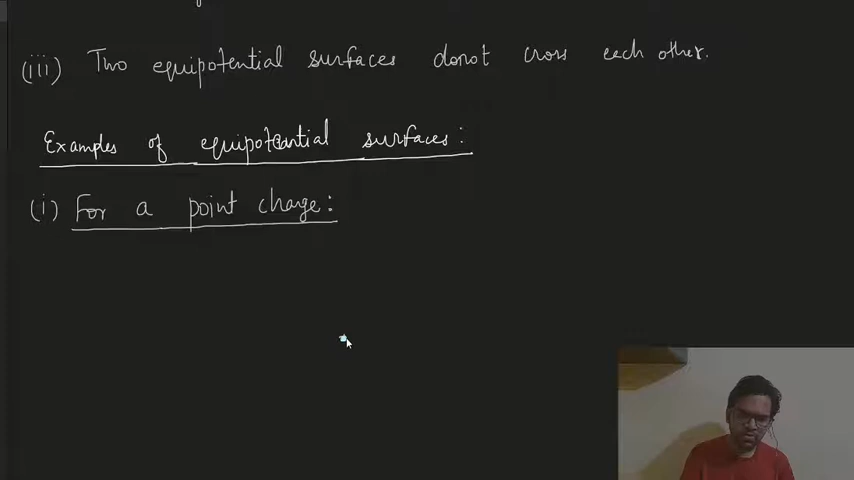 (iii) Two equipotential surfaces donot cross each other.
Examples of equipotential surfaces:
(i) For a point charge: